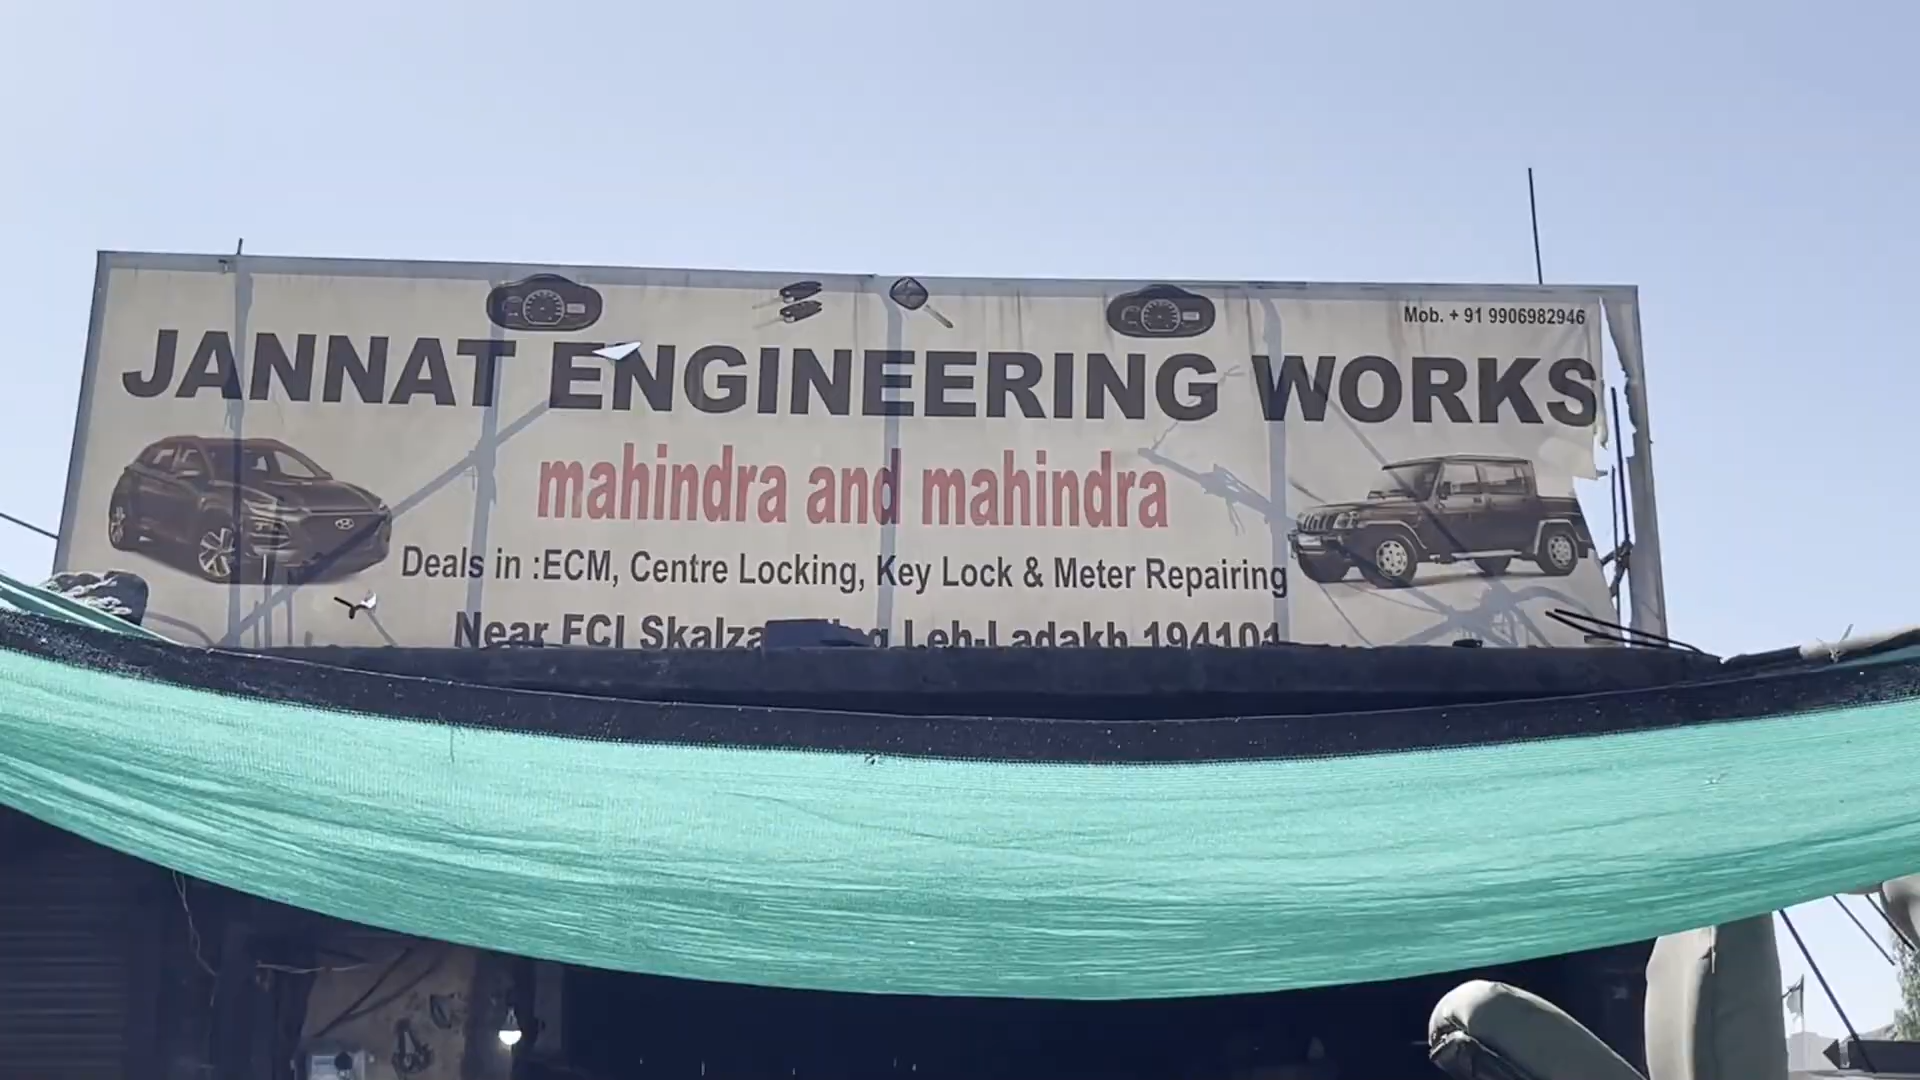 Mob. + 91 9906982946
JANNAT ENGINEERING WORKS
mahindra and mahindra
Deals in :ECM, Centre Locking, Key Lock & Meter Repairing
Near FCI Leh-Ladakh 194101